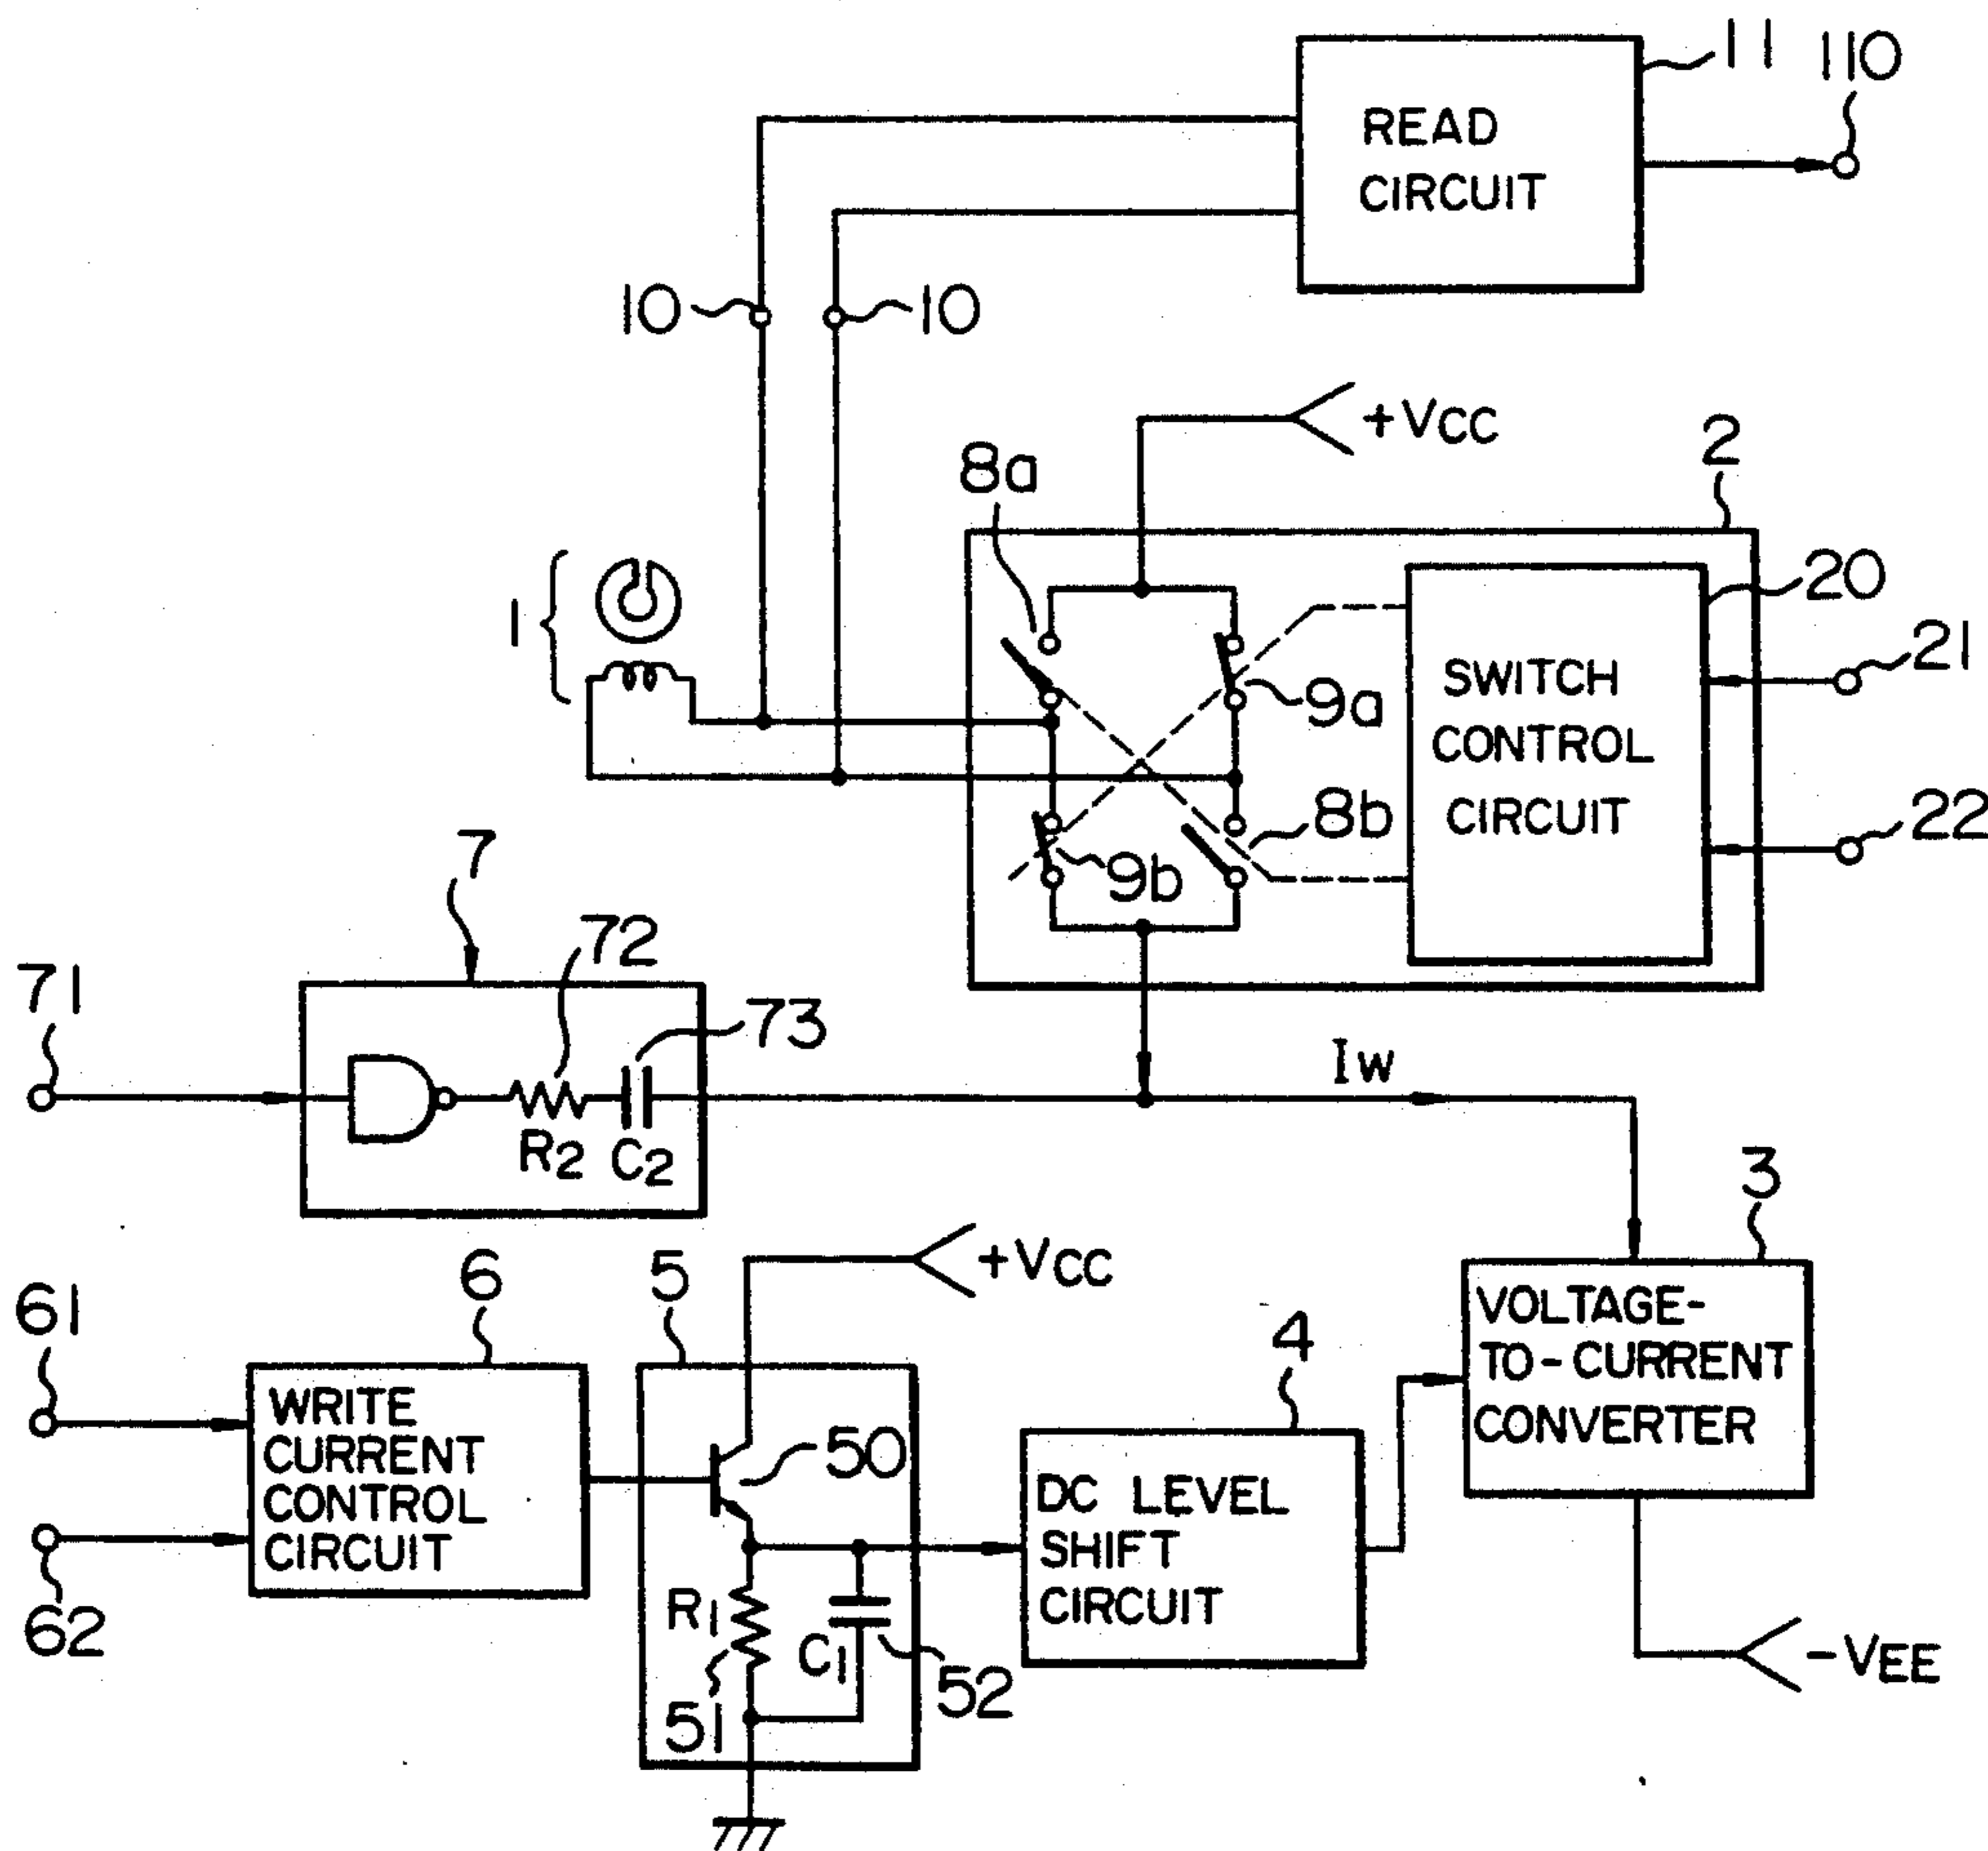 11
110
READ
CIRCUIT
10
10
+VCC
2
8a
1
20
21
SWITCH
CONTROL
CIRCUIT
9a
8b
22
9b
7
72
71
73
IW
R2
C2
3
6
5
+VCC
61
4
VOLTAGE-
TO-CURRENT
CONVERTER
WRITE
CURRENT
CONTROL
CIRCUIT
50
DC LEVEL
SHIFT
CIRCUIT
62
R1
C1
52
51
-VEE